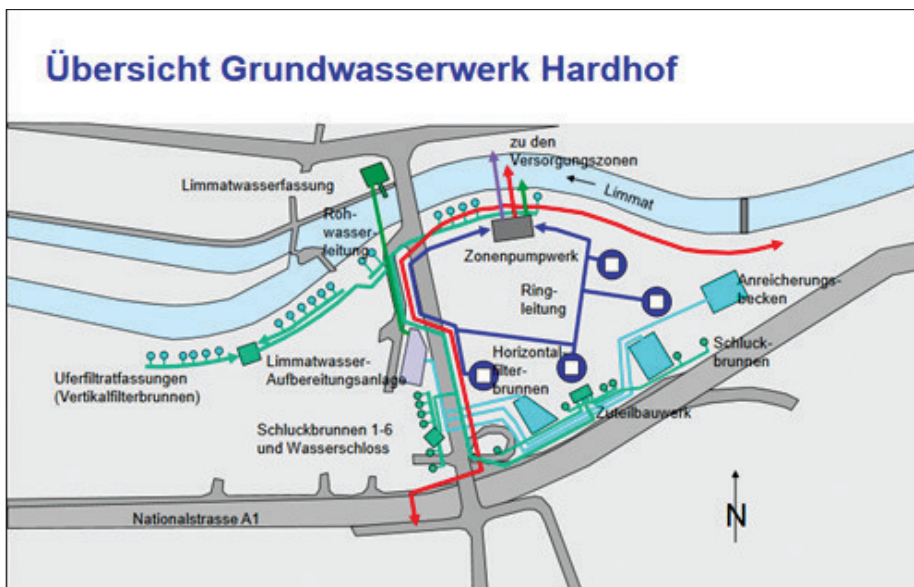 Übersicht Grundwasserwerk Hardhof
zu den
Versorgungszonen
Limmatwasserfassung
Limmat
Roh-
wasser-
leitung
Zonenpumpwerk
Anreicherungs-
becken
Ring-
leitung
Horizontal-
filter-
brunnen
Schluck-
brunnen
Limmatwasser-
Aufbereitungsanlage
Uferfiltratfassungen
(Vertikalfilterbrunnen)
Zuteilbauwerk
Schluckbrunnen 1-6
und Wasserschloss
Nationalstrasse A1
N